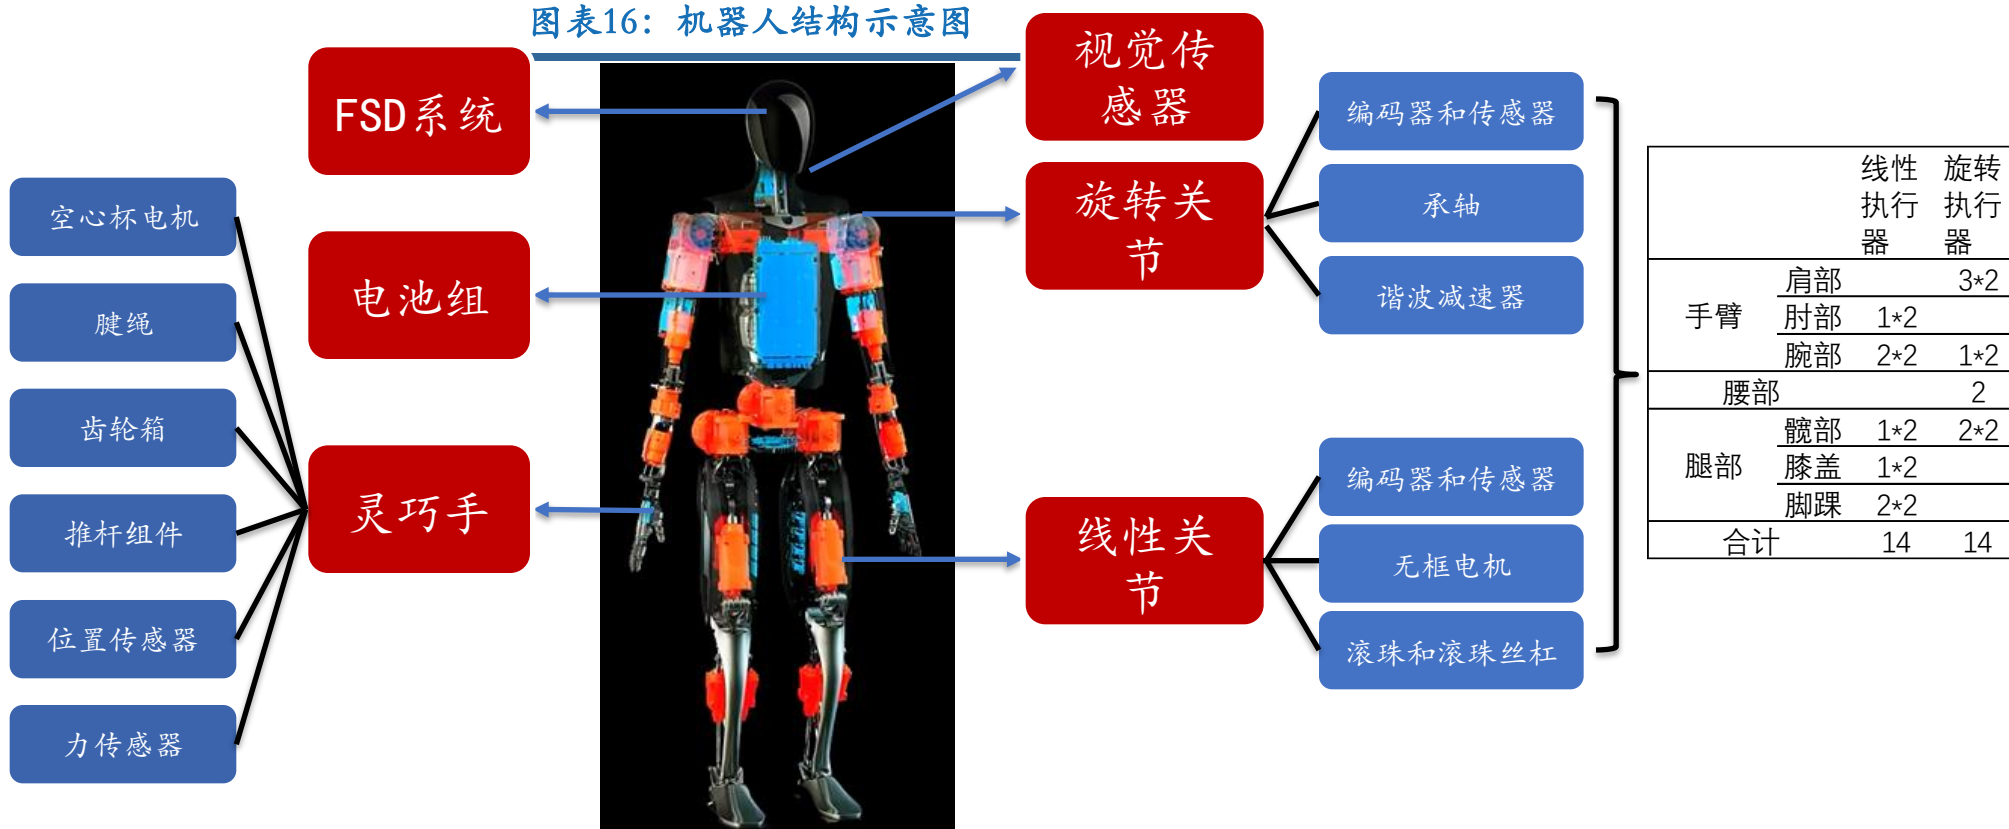 图表16：机器人结构示意图
FSD系统
电池组
灵巧手
空心杯电机
腱绳
齿轮箱
推杆组件
位置传感器
力传感器
视觉传
感器
旋转关
节
编码器和传感器
承轴
谐波减速器
线性关
节
编码器和传感器
无框电机
滚珠和滚珠丝杠
线性 旋转
执行 执行
器 器
手臂 肩部 3*2
肘部 1*2
腕部 2*2 1*2
腰部 2
腿部 髋部 1*2 2*2
膝盖 1*2
脚踝 2*2
合计 14 14